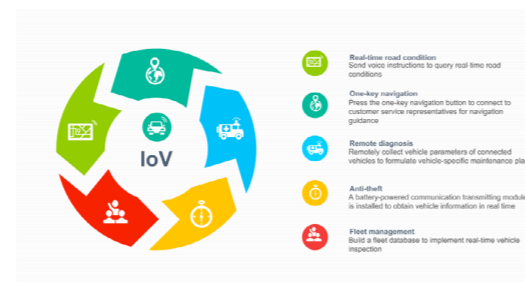 IoV
Real-time road condition
Send voice instructions to query real-time road
conditions
One-key navigation
Press the one-key navigation button to connect to
customer service representatives for navigation
guidance
Remote diagnosis
Remotely collect vehicle parameters of connected
vehicles to formulate vehicle-specific maintenance pla
Anti-theft
A battery-powered communication transmitting module
is installed to obtain vehicle information in real time
Fleet management
Build a fleet database to implement real-time vehicle
inspection